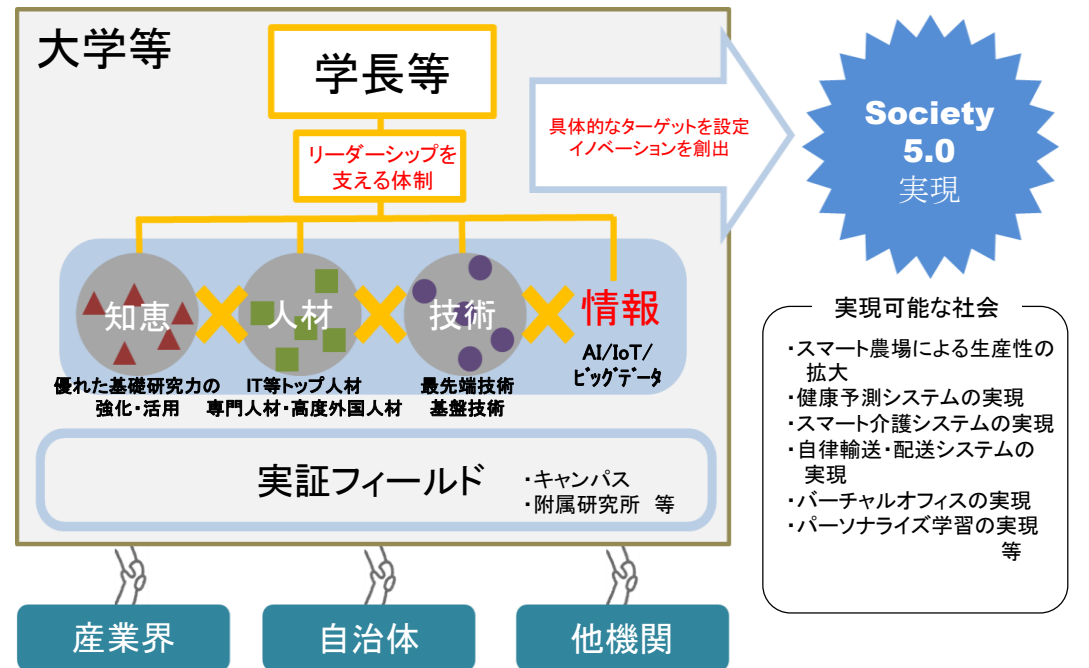 大学等
学長等
リーダーシップを
支える体制
具体的なターゲットを設定
イノベーションを創出
Society
5.0
実現
知恵
人材
技術
情報
AI/IoT/
ﾋﾞｯｸﾞﾃﾞｰﾀ
優れた基礎研究力の
強化・活用
IT等トップ人材
専門人材・高度外国人材
最先端技術
基盤技術
実証フィールド
・キャンパス
・附属研究所 等
実現可能な社会
・スマート農場による生産性の
拡大
・健康予測システムの実現
・スマート介護システムの実現
・自律輸送・配送システムの
実現
・バーチャルオフィスの実現
・パーソナライズ学習の実現
等
産業界
自治体
他機関